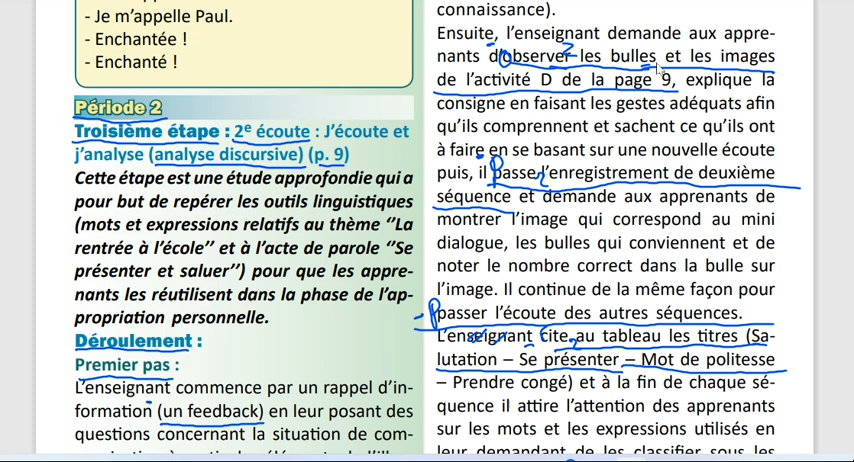 - Je m’appelle Paul.
- Enchantée !
- Enchanté !
Période 2
Troisième étape : 2e écoute : J’écoute et
j’analyse (analyse discursive) (p. 9)
Cette étape est une étude approfondie qui a
pour but de repérer les outils linguistiques
(mots et expressions relatifs au thème ‘’La
rentrée à l’école’’ et à l’acte de parole ‘’Se
présenter et saluer’’) pour que les appre-
nants les réutilisent dans la phase de l’ap-
propriation personnelle.
Déroulement :
Premier pas :
L’enseignant commence par un rappel d’in-
formation (un feedback) en leur posant des
questions concernant la situation de com-
connaissance).
Ensuite, l’enseignant demande aux appre-
nants d’observer les bulles et les images
de l’activité D de la page 9, explique la
consigne en faisant les gestes adéquats afin
qu’ils comprennent et sachent ce qu’ils ont
à faire en se basant sur une nouvelle écoute
puis, il passe l’enregistrement de deuxième
séquence et demande aux apprenants de
montrer l’image qui correspond au mini
dialogue, les bulles qui conviennent et de
noter le nombre correct dans la bulle sur
l’image. Il continue de la même façon pour
passer l’écoute des autres séquences.
L’enseignant cite au tableau les titres (Sa-
lutation – Se présenter – Mot de politesse
– Prendre congé) et à la fin de chaque sé-
quence il attire l’attention des apprenants
sur les mots et les expressions utilisés en
leur demandant de les classifier sous les